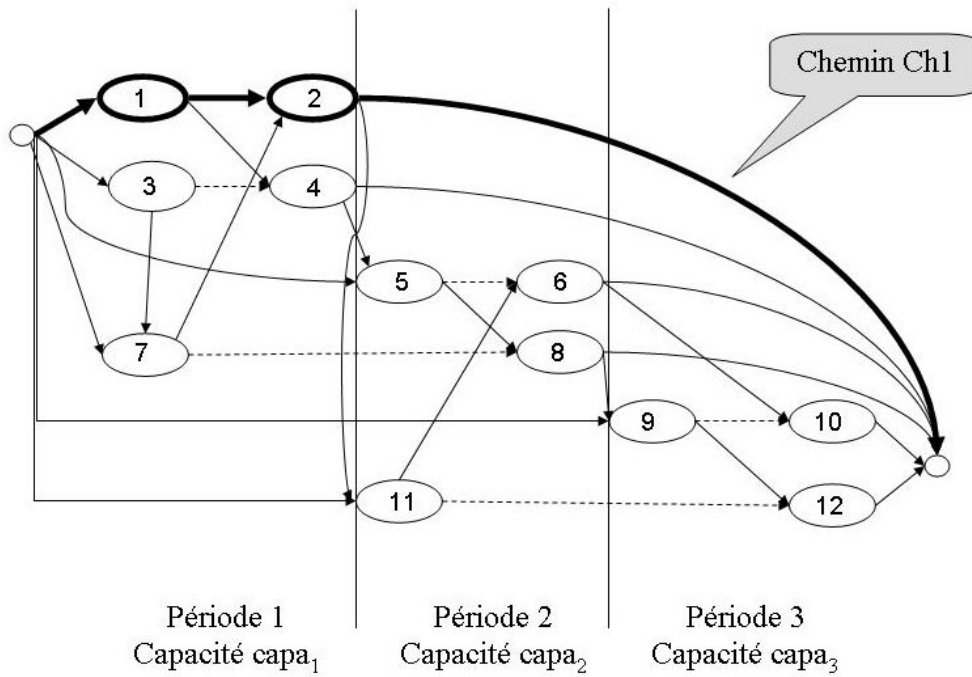 Chemin Ch1
1
2
3
4
5
6
7
8
9
10
11
12
Période 1
Capacité capa₁
Période 2
Capacité capa₂
Période 3
Capacité capa₃